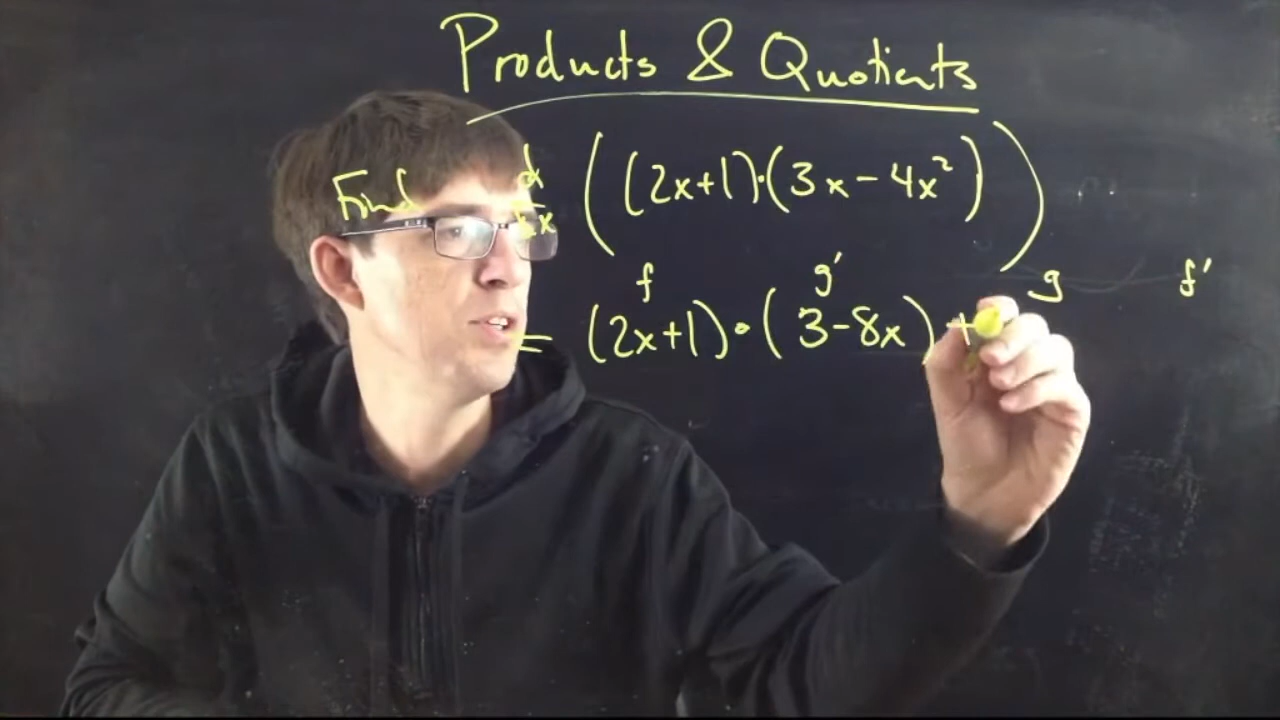 Products & Quotients
Find d/dx ((2x+1)·(3x-4x²))
f g' g f'
= (2x+1)·(3-8x) +